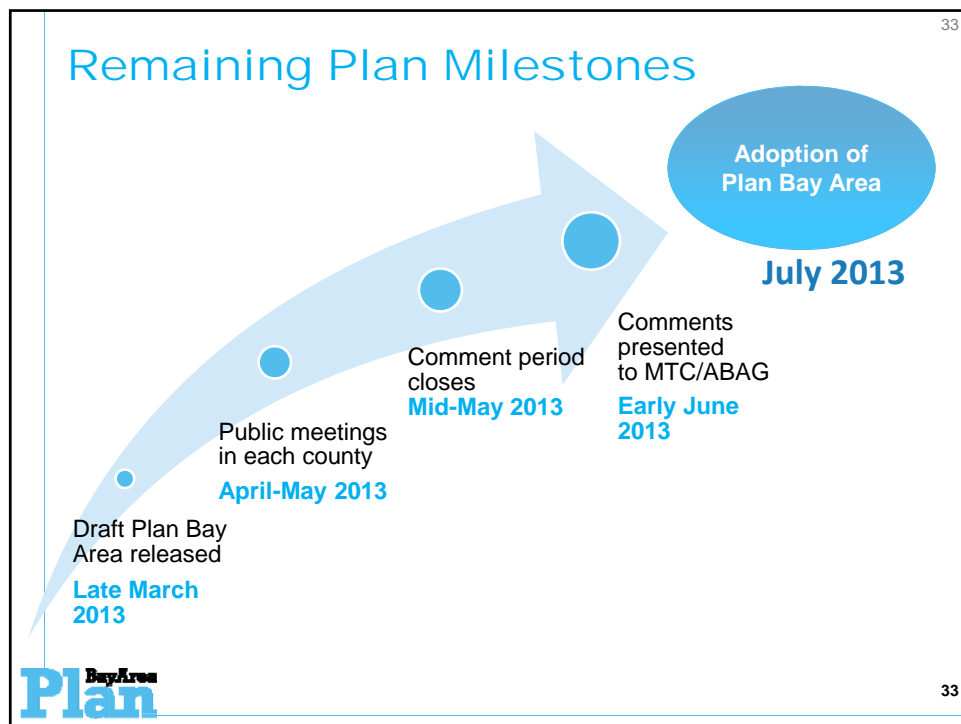 33
Remaining Plan Milestones
Adoption of
Plan Bay Area
July 2013
Comments
presented
to MTC/ABAG
Early June
2013
Comment period
closes
Mid-May 2013
Public meetings
in each county
April-May 2013
Draft Plan Bay
Area released
Late March
2013
BayArea
Plan
33